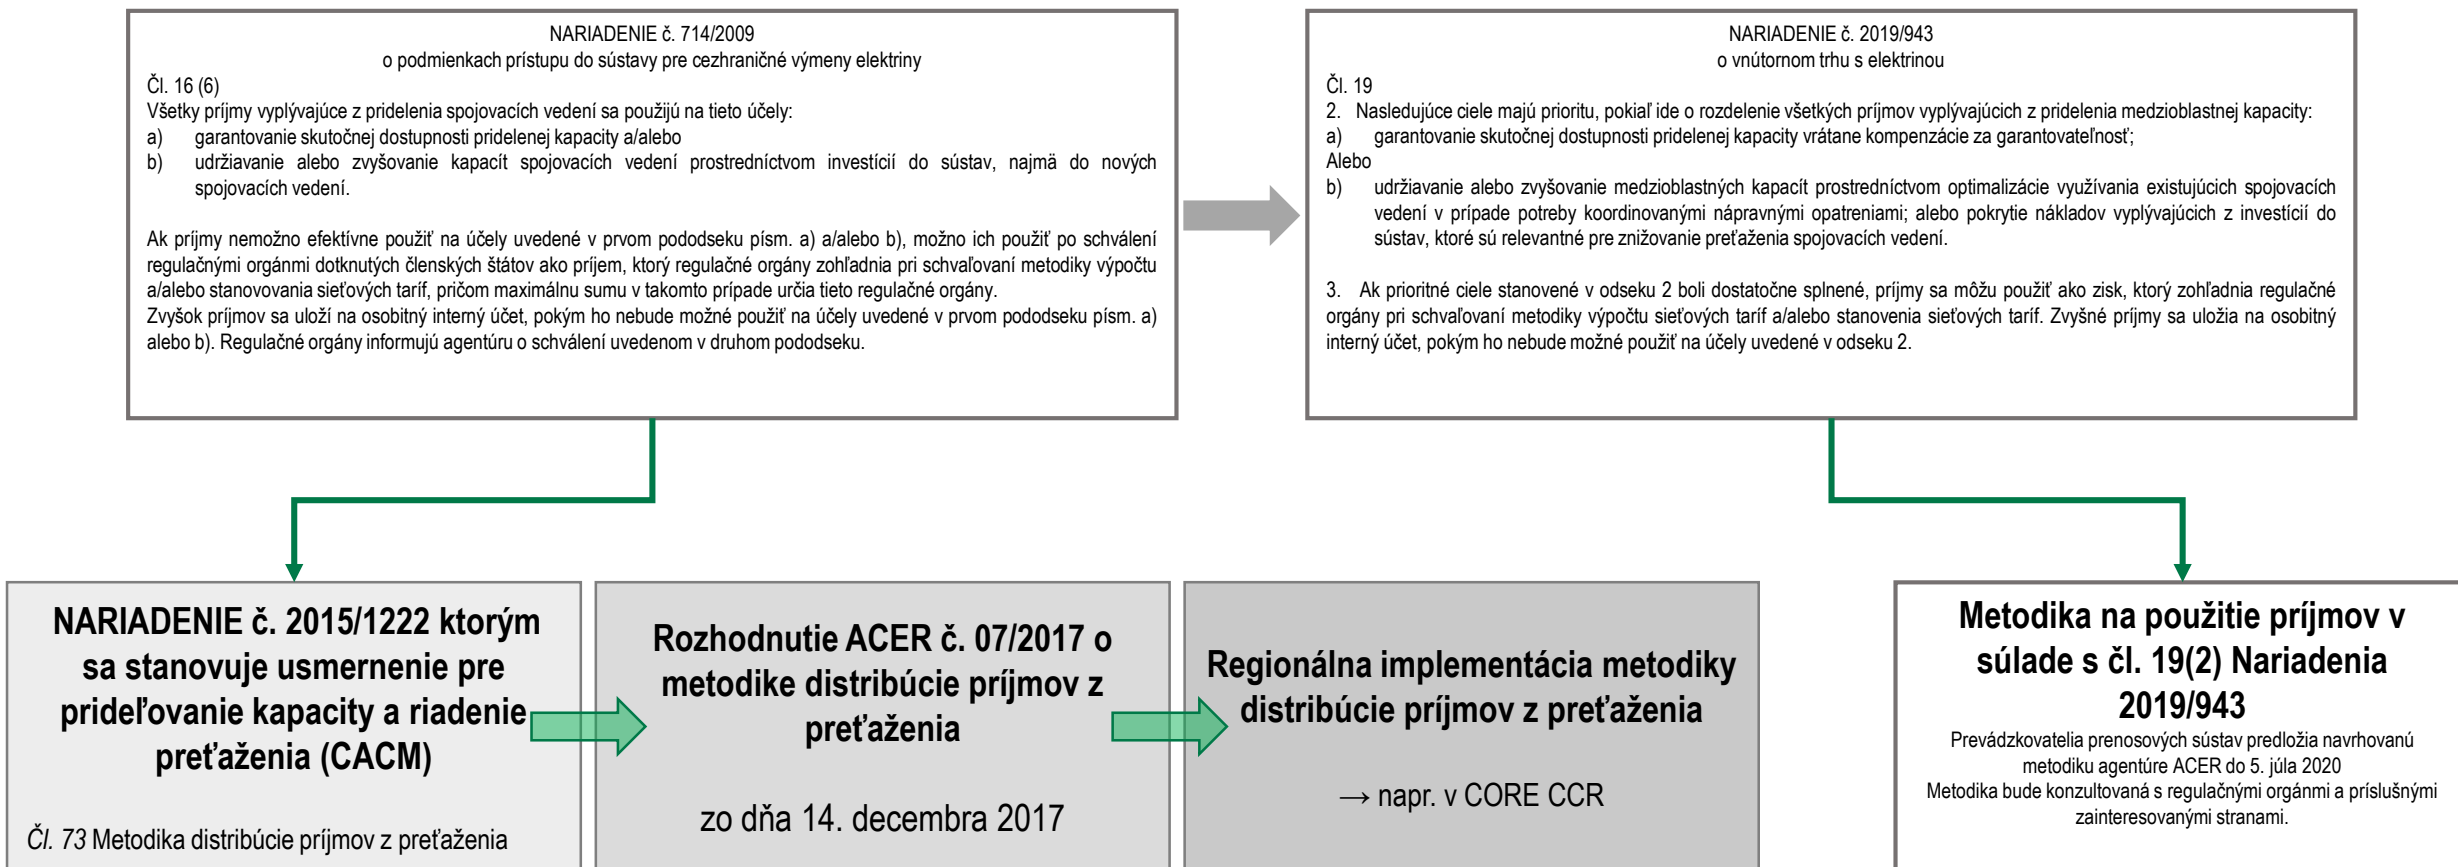 NARIADENIE č. 714/2009
o podmienkach prístupu do sústavy pre cezhraničné výmeny elektriny
Čl. 16 (6)
Všetky príjmy vyplývajúce z pridelenia spojovacích vedení sa použijú na tieto účely:
a) garantovanie skutočnej dostupnosti pridelenej kapacity a/alebo
b) udržiavanie alebo zvyšovanie kapacít spojovacích vedení prostredníctvom investícií do sústav, najmä do nových
spojovacích vedení.
Ak príjmy nemožno efektívne použiť na účely uvedené v prvom pododseku písm. a) a/alebo b), možno ich použiť po schválení
regulačnými orgánmi dotknutých členských štátov ako príjem, ktorý regulačné orgány zohľadnia pri schvaľovaní metodiky výpočtu
a/alebo stanovovania sieťových taríf, pričom maximálnu sumu v takomto prípade určia tieto regulačné orgány.
Zvyšok príjmov sa uloží na osobitný interný účet, pokým ho nebude možné použiť na účely uvedené v prvom pododseku písm. a)
alebo b). Regulačné orgány informujú agentúru o schválení uvedenom v druhom pododseku.
NARIADENIE č. 2019/943
o vnútornom trhu s elektrinou
Čl. 19
2. Nasledujúce ciele majú prioritu, pokiaľ ide o rozdelenie všetkých príjmov vyplývajúcich z pridelenia medzioblastnej kapacity:
a) garantovanie skutočnej dostupnosti pridelenej kapacity vrátane kompenzácie za garantovateľnosť;
Alebo
b) udržiavanie alebo zvyšovanie medzioblastných kapacít prostredníctvom optimalizácie využívania existujúcich spojovacích
vedení v prípade potreby koordinovanými nápravnými opatreniami; alebo pokrytie nákladov vyplývajúcich z investícií do
sústav, ktoré sú relevantné pre znižovanie preťaženia spojovacích vedení.
3. Ak prioritné ciele stanovené v odseku 2 boli dostatočne splnené, príjmy sa môžu použiť ako zisk, ktorý zohľadnia regulačné
orgány pri schvaľovaní metodiky výpočtu sieťových taríf a/alebo stanovenia sieťových taríf. Zvyšné príjmy sa uložia na osobitný
interný účet, pokým ho nebude možné použiť na účely uvedené v odseku 2.
NARIADENIE č. 2015/1222 ktorým
sa stanovuje usmernenie pre
prideľovanie kapacity a riadenie
preťaženia (CACM)
Čl. 73 Metodika distribúcie príjmov z preťaženia
Rozhodnutie ACER č. 07/2017 o
metodike distribúcie príjmov z
preťaženia
zo dňa 14. decembra 2017
Regionálna implementácia metodiky
distribúcie príjmov z preťaženia
→ napr. v CORE CCR
Metodika na použitie príjmov v
súlade s čl. 19(2) Nariadenia
2019/943
Prevádzkovatelia prenosových sústav predložia navrhovanú
metodiku agentúre ACER do 5. júla 2020
Metodika bude konzultovaná s regulačnými orgánmi a príslušnými
zainteresovanými stranami.